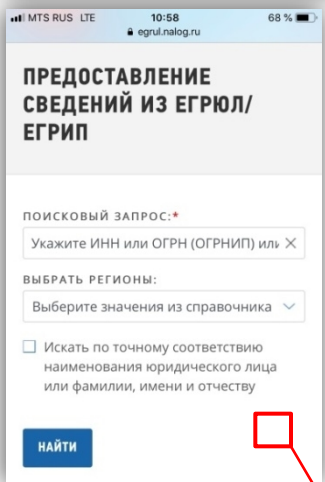 MTS RUS LTE 10:58 68 %
egrul.nalog.ru
ПРЕДОСТАВЛЕНИЕ
СВЕДЕНИЙ ИЗ ЕГРЮЛ/
ЕГРИП
ПОИСКОВЫЙ ЗАПРОС:*
Укажите ИНН или ОГРН (ОГРНИП) или
ВЫБРАТЬ РЕГИОНЫ:
Выберите значения из справочника
Искать по точному соответствию
наименования юридического лица
или фамилии, имени и отчеству
НАЙТИ